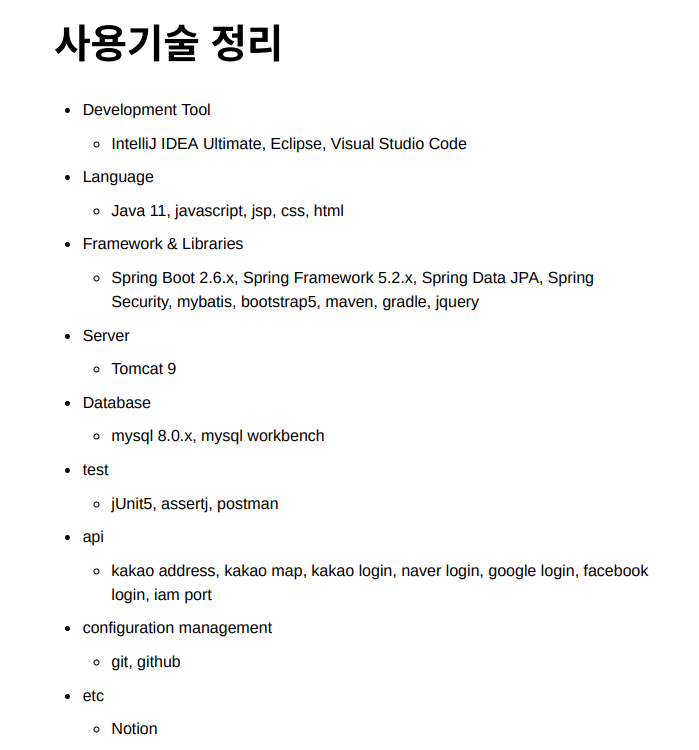 사용기술 정리
Development Tool
IntelliJ IDEA Ultimate, Eclipse, Visual Studio Code
Language
Java 11, javascript, jsp, css, html
Framework & Libraries
Spring Boot 2.6.x, Spring Framework 5.2.x, Spring Data JPA, Spring
Security, mybatis, bootstrap5, maven, gradle, jquery
Server
Tomcat 9
Database
mysql 8.0.x, mysql workbench
test
jUnit5, assertj, postman
api
kakao address, kakao map, kakao login, naver login, google login, facebook
login, iam port
configuration management
git, github
etc
Notion